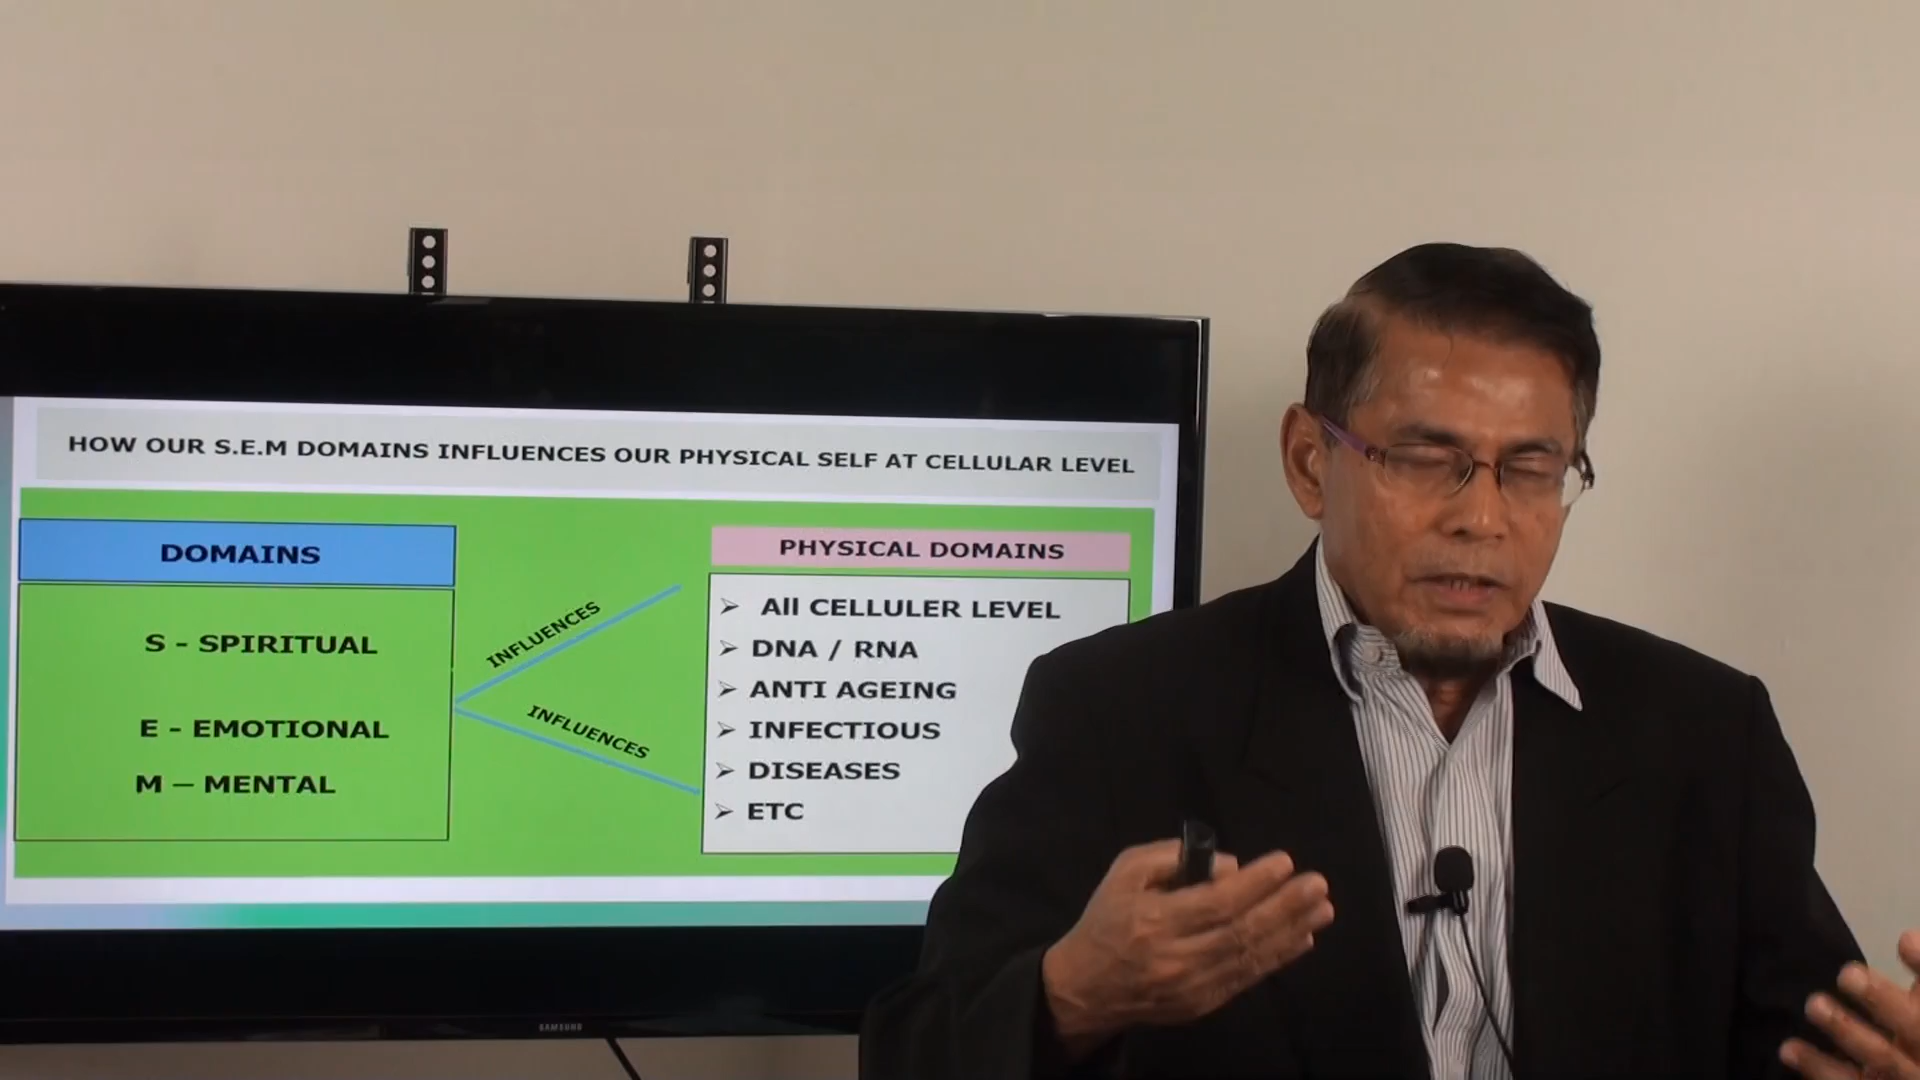 HOW OUR S.E.M DOMAINS INFLUENCES OUR PHYSICAL SELF AT CELLULAR LEVEL
DOMAINS
S - SPIRITUAL
E - EMOTIONAL
M – MENTAL
INFLUENCES
INFLUENCES
PHYSICAL DOMAINS
➢ All CELLULER LEVEL
➢ DNA / RNA
➢ ANTI AGEING
➢ INFECTIOUS
➢ DISEASES
➢ ETC
SAMSUNG